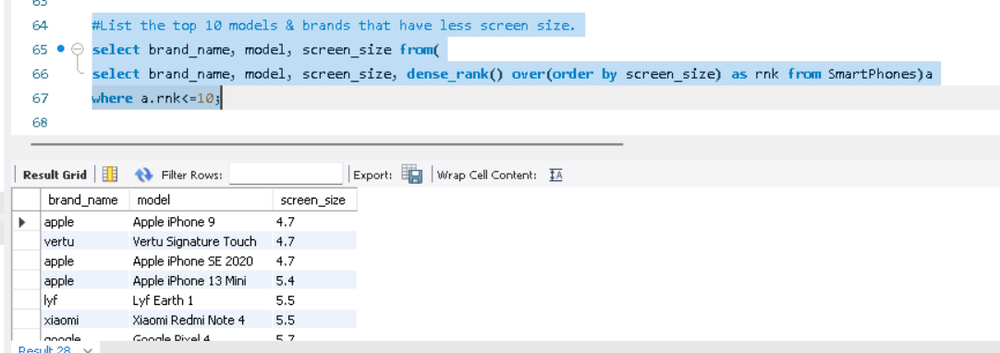 63
64 #List the top 10 models & brands that have less screen size.
65 select brand_name, model, screen_size from(
66 select brand_name, model, screen_size, dense_rank() over(order by screen_size) as rnk from SmartPhones)a
67 where a.rnk<=10;
68
Result Grid Filter Rows: Export: Wrap Cell Content: IA
brand_name model screen_size
apple Apple iPhone 9 4.7
vertu Vertu Signature Touch 4.7
apple Apple iPhone SE 2020 4.7
apple Apple iPhone 13 Mini 5.4
lyf Lyf Earth 1 5.5
xiaomi Xiaomi Redmi Note 4 5.5
google Google Pixel 4 5.7
Result 28